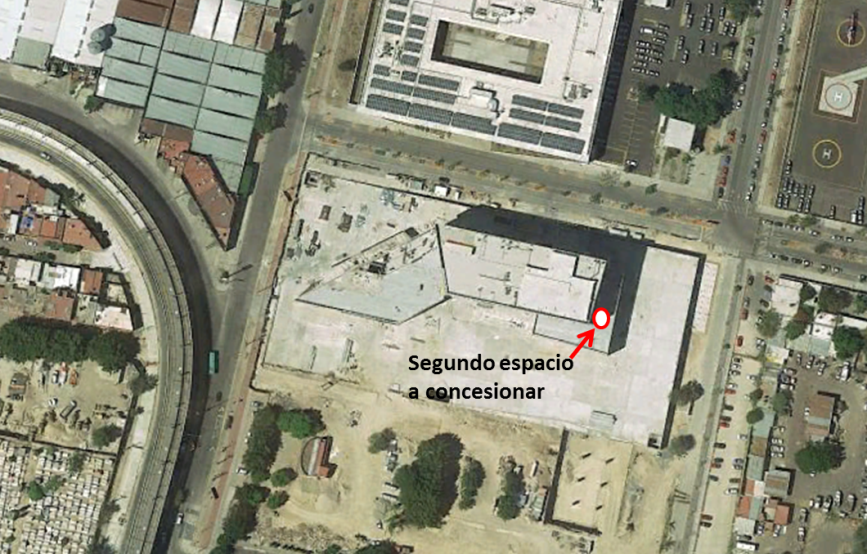 H
H
Segundo espacio
a concesionar